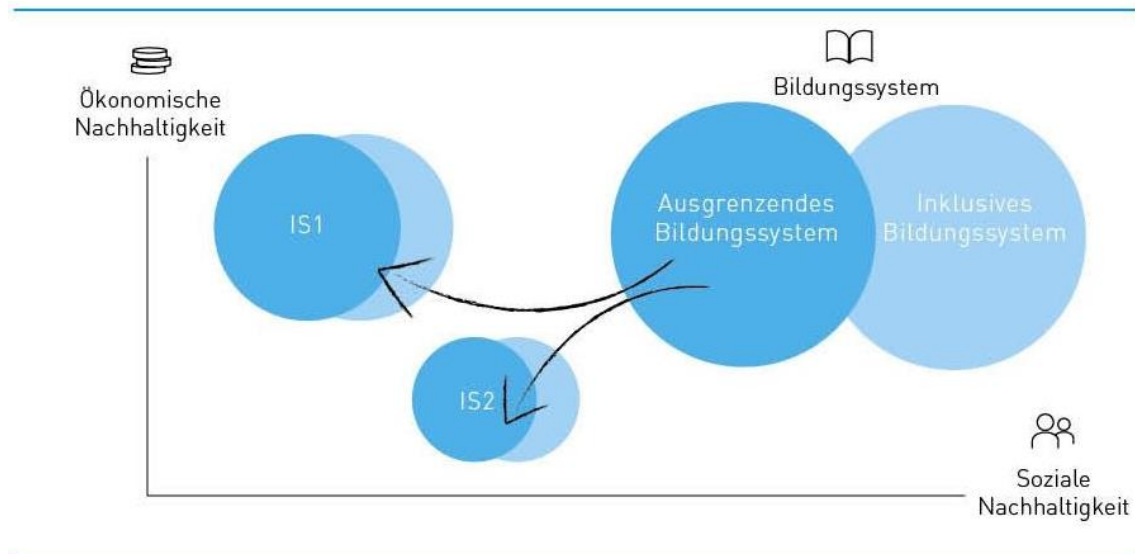 Ökonomische
Nachhaltigkeit
Bildungssystem
IS1
Ausgrenzendes
Bildungssystem
Inklusives
Bildungssystem
IS2
Soziale
Nachhaltigkeit